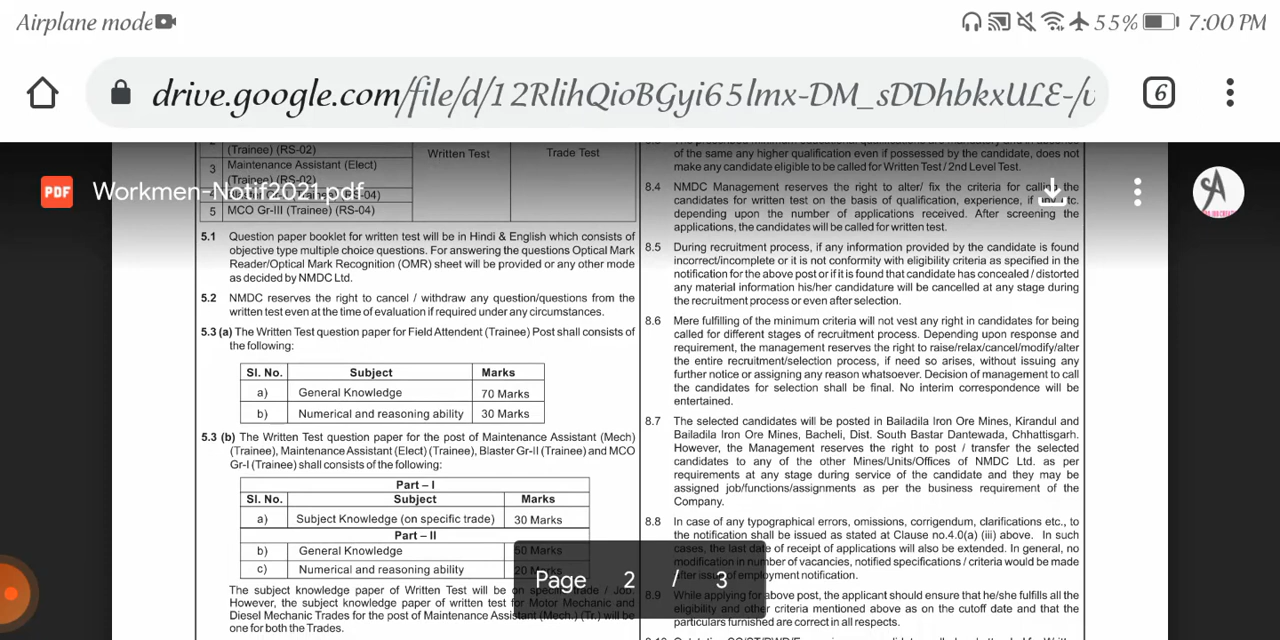 Airplane mode
55% 7:00 PM
drive.google.com/file/d/12RlihQioBGyi65lmx-DM_sDDhbkxULE-/v
6
PDF Workmen-Notif2021.pdf
(Trainee) (RS-02)
3 Maintenance Assistant (Elect)
(Trainee) (RS-02)
(RS-04)
5 MCO Gr-III (Trainee) (RS-04)
Written Test Trade Test
5.1 Question paper booklet for written test will be in Hindi & English which consists of
objective type multiple choice questions. For answering the questions Optical Mark
Reader/Optical Mark Recognition (OMR) sheet will be provided or any other mode
as decided by NMDC Ltd.
5.2 NMDC reserves the right to cancel / withdraw any question/questions from the
written test even at the time of evaluation if required under any circumstances.
5.3 (a) The Written Test question paper for Field Attendent (Trainee) Post shall consists of
the following:
Sl. No. Subject Marks
a) General Knowledge 70 Marks
b) Numerical and reasoning ability 30 Marks
5.3 (b) The Written Test question paper for the post of Maintenance Assistant (Mech)
(Trainee), Maintenance Assistant (Elect) (Trainee), Blaster Gr-II (Trainee) and MCO
Gr-I (Trainee) shall consists of the following:
Part – I
Sl. No. Subject Marks
a) Subject Knowledge (on specific trade) 30 Marks
Part – II
b) General Knowledge 50 Marks
c) Numerical and reasoning ability 20 Marks
The subject knowledge paper of Written Test will be on specific Trade / Job.
However, the subject knowledge paper of written test for Motor Mechanic and
Diesel Mechanic Trades for the post of Maintenance Assistant (Mech.) (Tr.) will be
one for both the Trades.
of the same any higher qualification even if possessed by the candidate, does not
make any candidate eligible to be called for Written Test / 2nd Level Test.
8.4 NMDC Management reserves the right to alter/ fix the criteria for calling the
candidates for written test on the basis of qualification, experience, if any etc.
depending upon the number of applications received. After screening the
applications, the candidates will be called for written test.
8.5 During recruitment process, if any information provided by the candidate is found
incorrect/incomplete or it is not conformity with eligibility criteria as specified in the
notification for the above post or if it is found that candidate has concealed / distorted
any material information his/her candidature will be cancelled at any stage during
the recruitment process or even after selection.
8.6 Mere fulfilling of the minimum criteria will not vest any right in candidates for being
called for different stages of recruitment process. Depending upon response and
requirement, the management reserves the right to raise/relax/cancel/modify/alter
the entire recruitment/selection process, if need so arises, without issuing any
further notice or assigning any reason whatsoever. Decision of management to call
the candidates for selection shall be final. No interim correspondence will be
entertained.
8.7 The selected candidates will be posted in Bailadila Iron Ore Mines, Kirandul and
Bailadila Iron Ore Mines, Bacheli, Dist. South Bastar Dantewada, Chhattisgarh.
However, the Management reserves the right to post / transfer the selected
candidates to any of the other Mines/Units/Offices of NMDC Ltd. as per
requirements at any stage during service of the candidate and they may be
assigned job/functions/assignments as per the business requirement of the
Company.
8.8 In case of any typographical errors, omissions, corrigendum, clarifications etc., to
the notification shall be issued as stated at Clause no.4.0(a) (iii) above. In such
cases, the last date of receipt of applications will also be extended. In general, no
modification in number of vacancies, notified specifications / criteria would be made
after issue of employment notification.
8.9 While applying for above post, the applicant should ensure that he/she fulfills all the
eligibility and other criteria mentioned above as on the cutoff date and that the
particulars furnished are correct in all respects.
Page 2 / 3